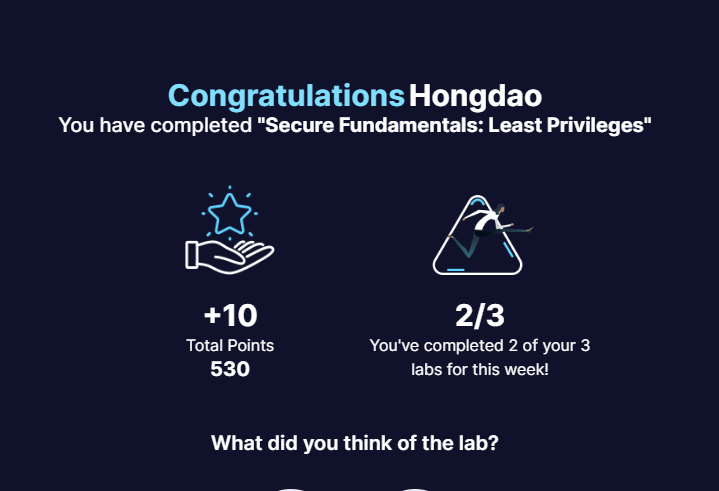 Congratulations Hongdao
You have completed "Secure Fundamentals: Least Privileges"
+10
Total Points
530
2/3
You've completed 2 of your 3
labs for this week!
What did you think of the lab?